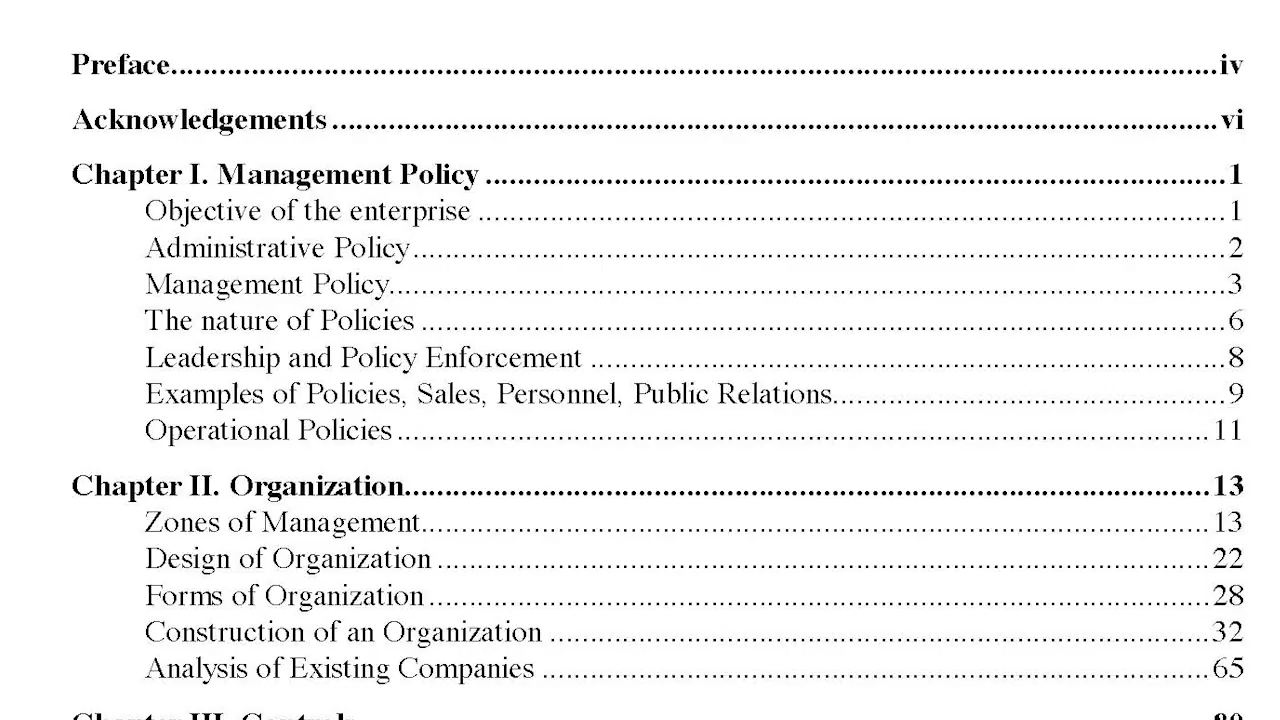 Preface..........iv
Acknowledgements..........vi
Chapter I. Management Policy..........1
Objective of the enterprise..........1
Administrative Policy..........2
Management Policy..........3
The nature of Policies..........6
Leadership and Policy Enforcement..........8
Examples of Policies, Sales, Personnel, Public Relations..........9
Operational Policies..........11
Chapter II. Organization..........13
Zones of Management..........13
Design of Organization..........22
Forms of Organization..........28
Construction of an Organization..........32
Analysis of Existing Companies..........65